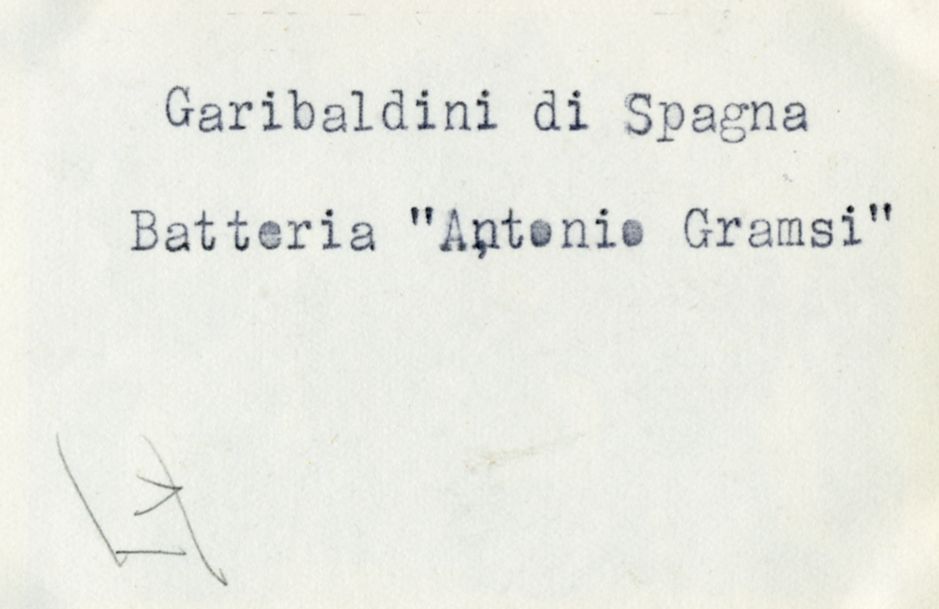 Garibaldini di Spagna
Batteria "Antonio Gramsi"